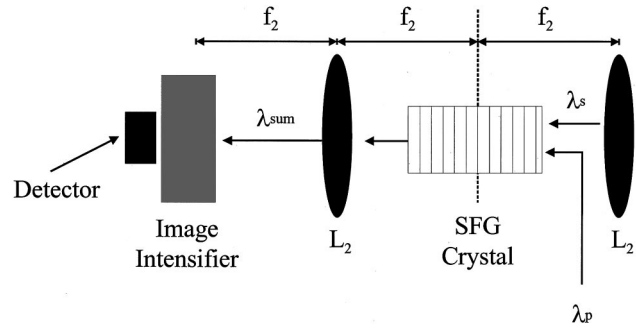 f₂ f₂ f₂
λsum
λs
Detector
Image
Intensifier
L₂
SFG
Crystal
L₂
λp